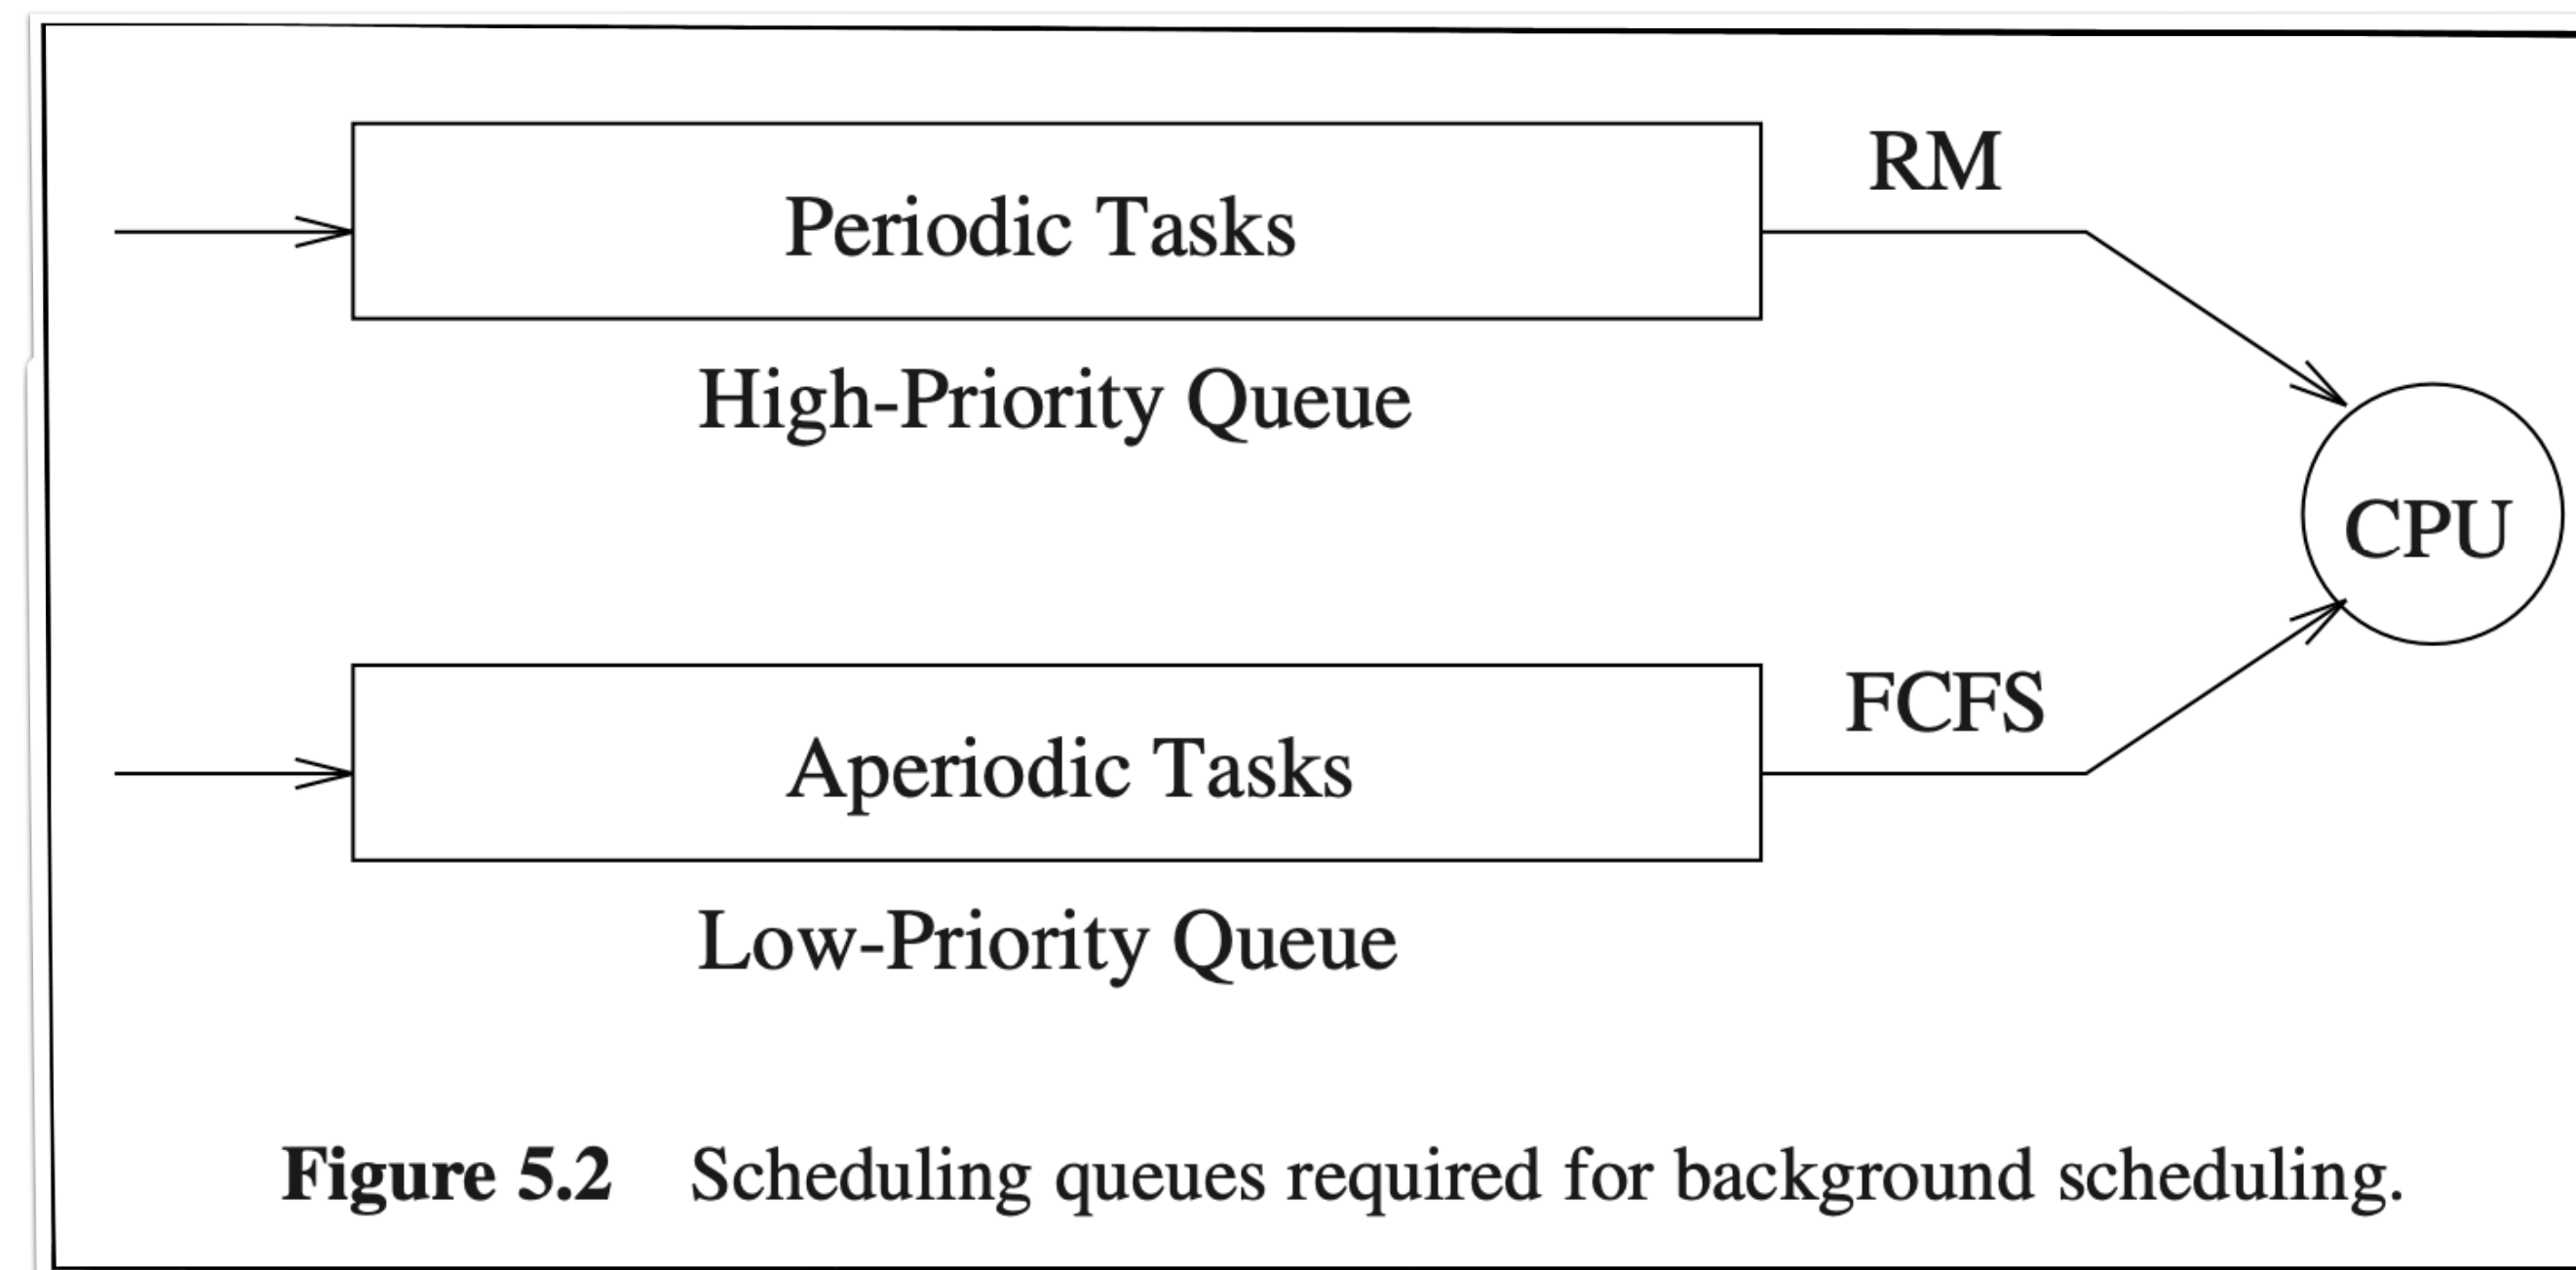 Periodic Tasks
RM
High-Priority Queue
CPU
Aperiodic Tasks
FCFS
Low-Priority Queue
Figure 5.2 Scheduling queues required for background scheduling.